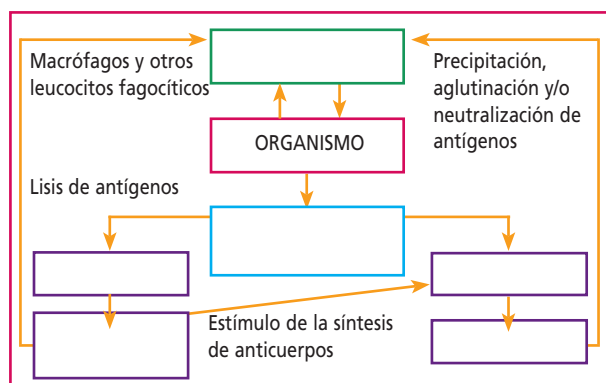 Macrófagos y otros
leucocitos fagocíticos
Precipitación,
aglutinación y/o
neutralización de
antígenos
ORGANISMO
Lisis de antígenos
Estímulo de la síntesis
de anticuerpos